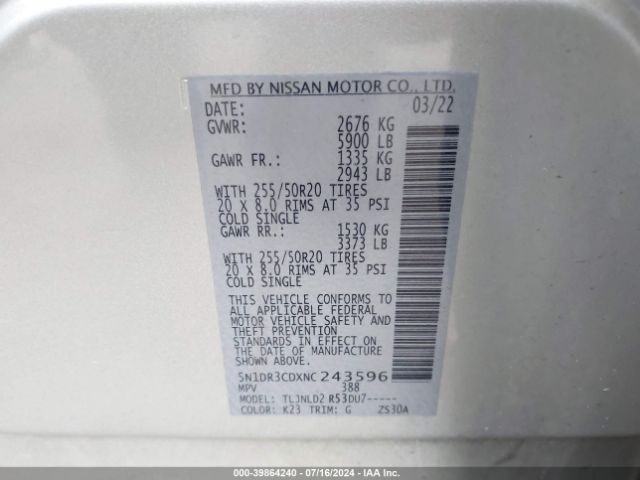 MFD BY NISSAN MOTOR CO., LTD.
DATE: 03/22
GVWR: 2676 KG
5900 LB
GAWR FR.: 1335 KG
2943 LB
WITH 255/50R20 TIRES
20 X 8.0 RIMS AT 35 PSI
COLD SINGLE
GAWR RR.: 1530 KG
3373 LB
WITH 255/50R20 TIRES
20 X 8.0 RIMS AT 35 PSI
COLD SINGLE
THIS VEHICLE CONFORMS TO
ALL APPLICABLE FEDERAL
MOTOR VEHICLE SAFETY AND
THEFT PREVENTION
STANDARDS IN EFFECT ON
THE DATE OF MANUFACTURE
SHOWN ABOVE.
5N1DR3CDXNC243596
MPV 388
MODEL: TLJNLD2 R53DU7-----
COLOR: K23 TRIM: G ZS30A
000-39864240 - 07/16/2024 - IAA Inc.